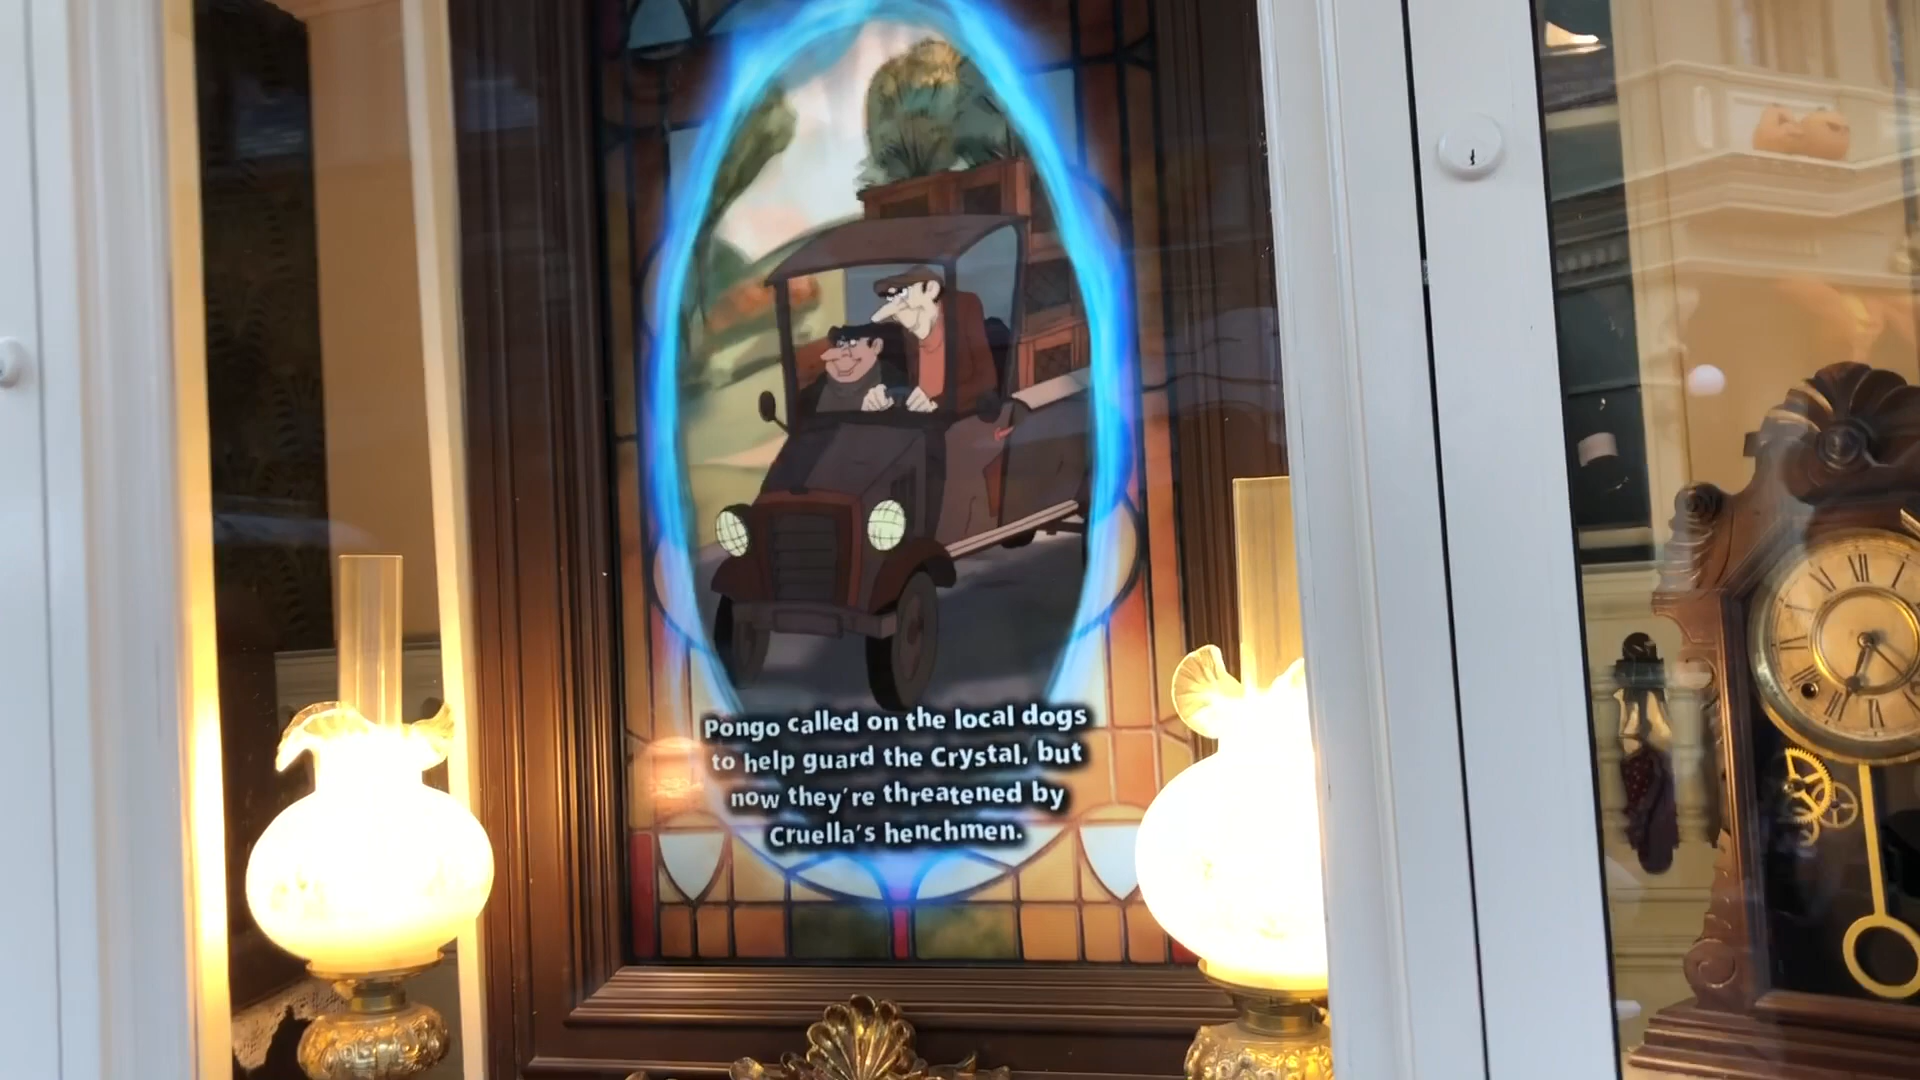 Pongo called on the local dogs
to help guard the Crystal, but
now they're threatened by
Cruella's henchmen.